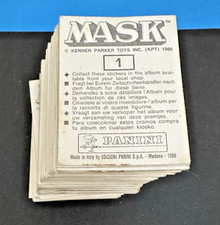 MASK™
© KENNER PARKER TOYS INC. (KPT) 1986
1
✦ Collect these stickers in the album available from your local shop.
✦ Fragt bei Eurem Zeitschriftenhändler nach dem Album für diese Serie.
✦ Demandez à votre détaillant l'album pour la collection de ces images.
✦ Chiedete al vostro rivenditore l'album per la raccolta di queste figurine.
✦ Vraagt aan uw verkoper het album voor uw verzameling van deze prentjes.
✦ Para coleccionar estos cromos compra tu album en cualquier kiosko.
PANINI
Made in Italy by EDIZIONI PANINI S.p.A. - Modena - 1986